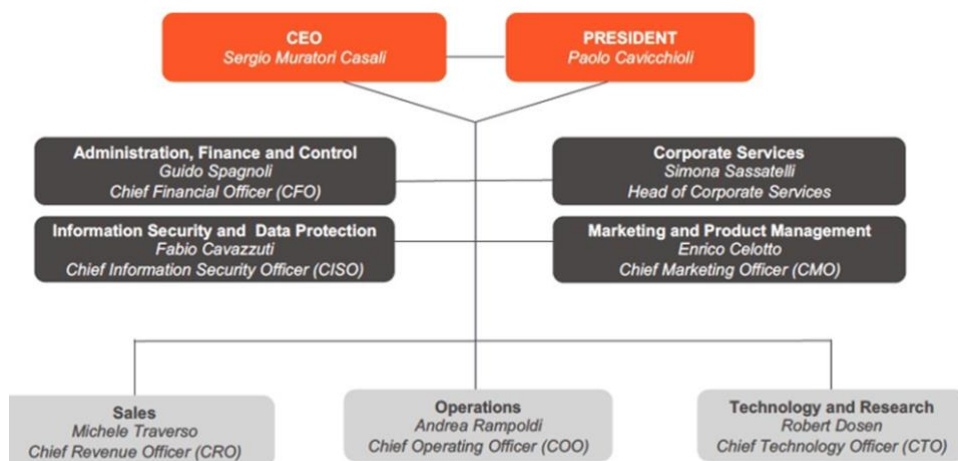 CEO
Sergio Muratori Casali
PRESIDENT
Paolo Cavicchioli
Administration, Finance and Control
Guido Spagnoli
Chief Financial Officer (CFO)
Corporate Services
Simona Sassatelli
Head of Corporate Services
Information Security and Data Protection
Fabio Cavazzuti
Chief Information Security Officer (CISO)
Marketing and Product Management
Enrico Celotto
Chief Marketing Officer (CMO)
Sales
Michele Traverso
Chief Revenue Officer (CRO)
Operations
Andrea Rampoldi
Chief Operating Officer (COO)
Technology and Research
Robert Dosen
Chief Technology Officer (CTO)